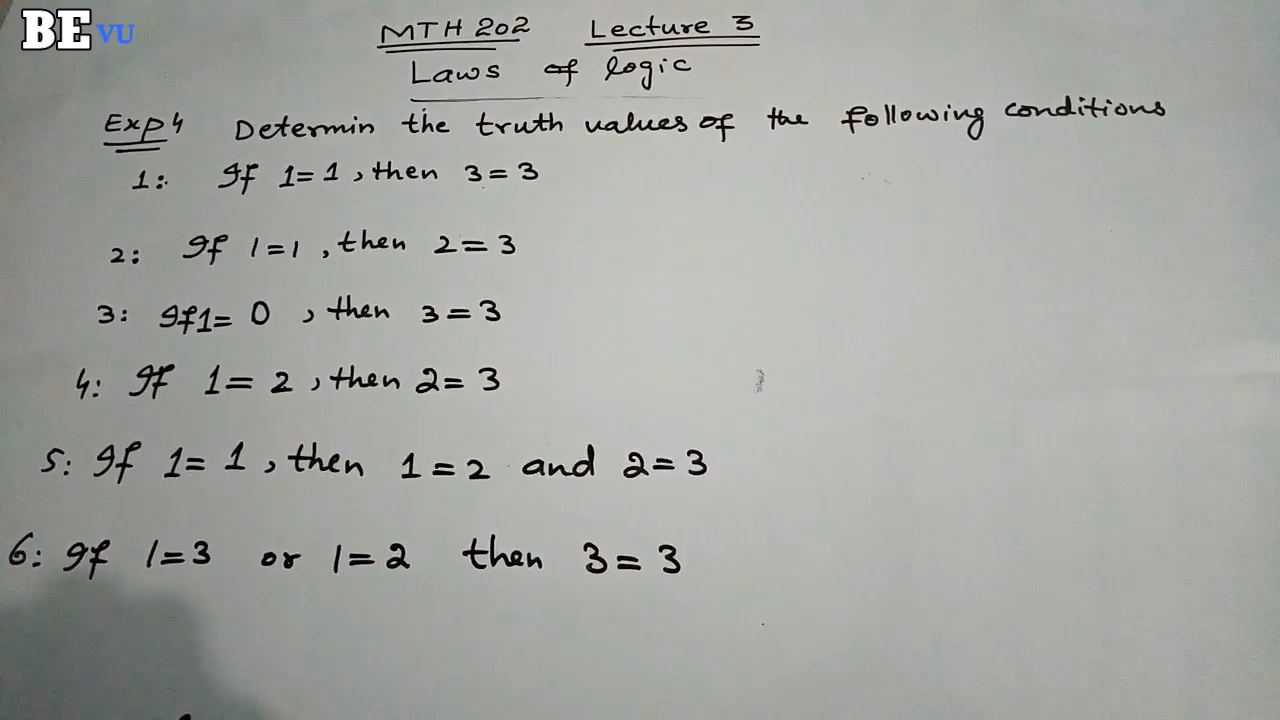 BE VU
MTH 202 Lecture 3
Laws of logic
Exp 4 Determin the truth values of the following conditions
1: If 1=1, then 3=3
2: If 1=1, then 2=3
3: If 1=0, then 3=3
4: If 1=2, then 2=3
5: If 1=1, then 1=2 and 2=3
6: If 1=3 or 1=2 then 3=3